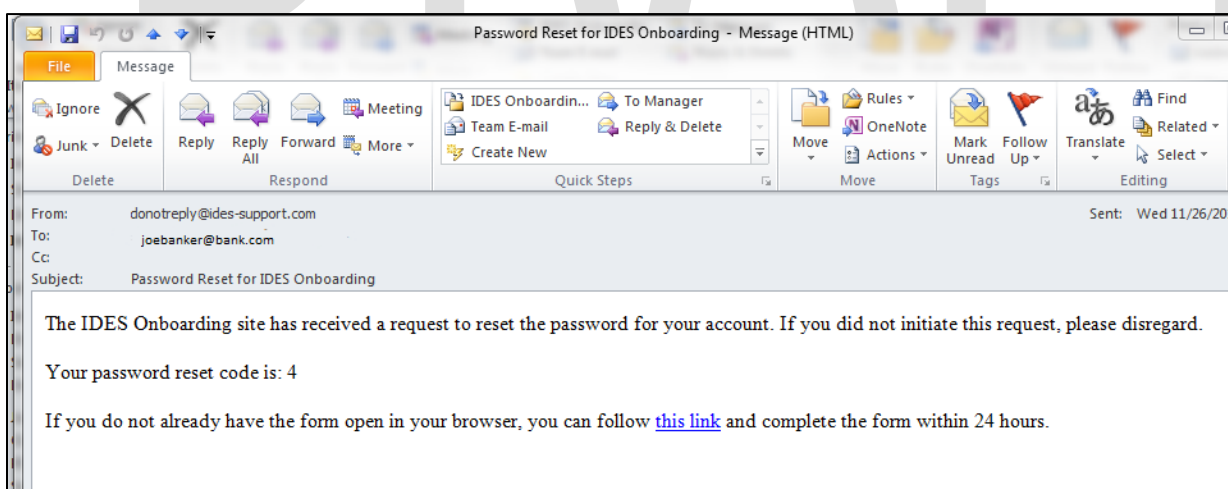 Password Reset for IDES Onboarding - Message (HTML)
File Message
Ignore Meeting IDES Onboardin... To Manager Rules Find
Junk Delete Reply Reply All Forward More Team E-mail Reply & Delete Move OneNote Mark Unread Follow Up Translate Related
Create New Actions Select
Delete Respond Quick Steps Move Tags Editing
From: donotreply@ides-support.com Sent: Wed 11/26/20
To: joebanker@bank.com
Cc:
Subject: Password Reset for IDES Onboarding
The IDES Onboarding site has received a request to reset the password for your account. If you did not initiate this request, please disregard.
Your password reset code is: 4
If you do not already have the form open in your browser, you can follow this link and complete the form within 24 hours.